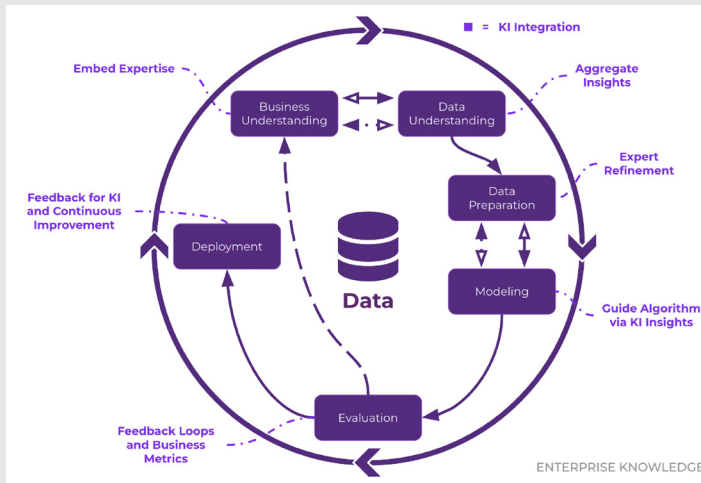 = KI Integration
Embed Expertise
Aggregate
Insights
Business
Understanding
Data
Understanding
Expert
Refinement
Data
Preparation
Feedback for KI
and Continuous
Improvement
Deployment
Data
Modeling
Guide Algorithm
via KI Insights
Evaluation
Feedback Loops
and Business
Metrics
ENTERPRISE KNOWLEDGE